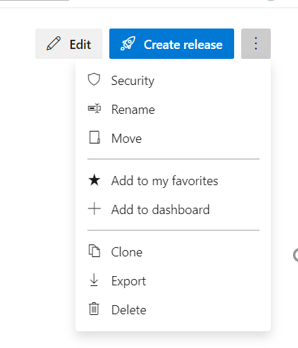 Edit
Create release
Security
Rename
Move
Add to my favorites
Add to dashboard
Clone
Export
Delete